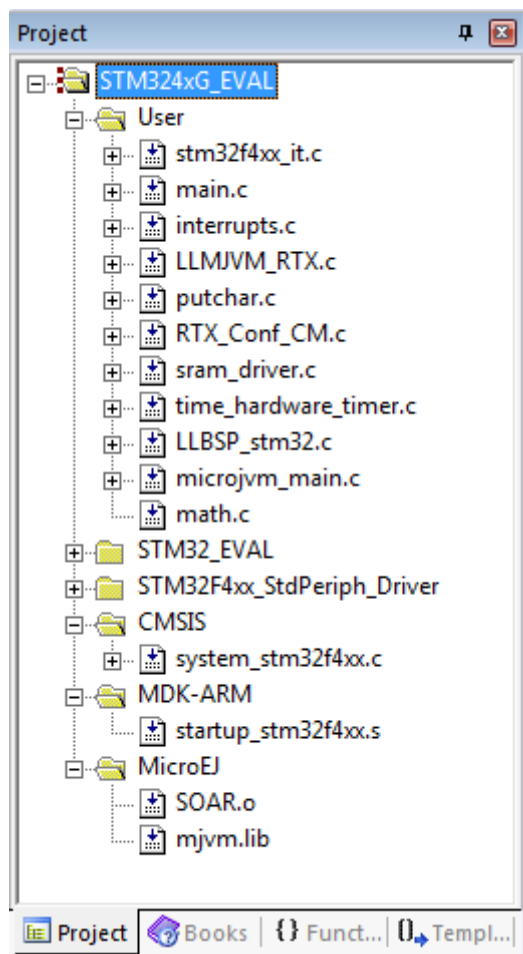 Project
STM324xG_EVAL
User
stm32f4xx_it.c
main.c
interrupts.c
LLMJVM_RTX.c
putchar.c
RTX_Conf_CM.c
sram_driver.c
time_hardware_timer.c
LLBSP_stm32.c
microjvm_main.c
math.c
STM32_EVAL
STM32F4xx_StdPeriph_Driver
CMSIS
system_stm32f4xx.c
MDK-ARM
startup_stm32f4xx.s
MicroEJ
SOAR.o
mjvm.lib
Project Books {} Funct... 0 Templ...